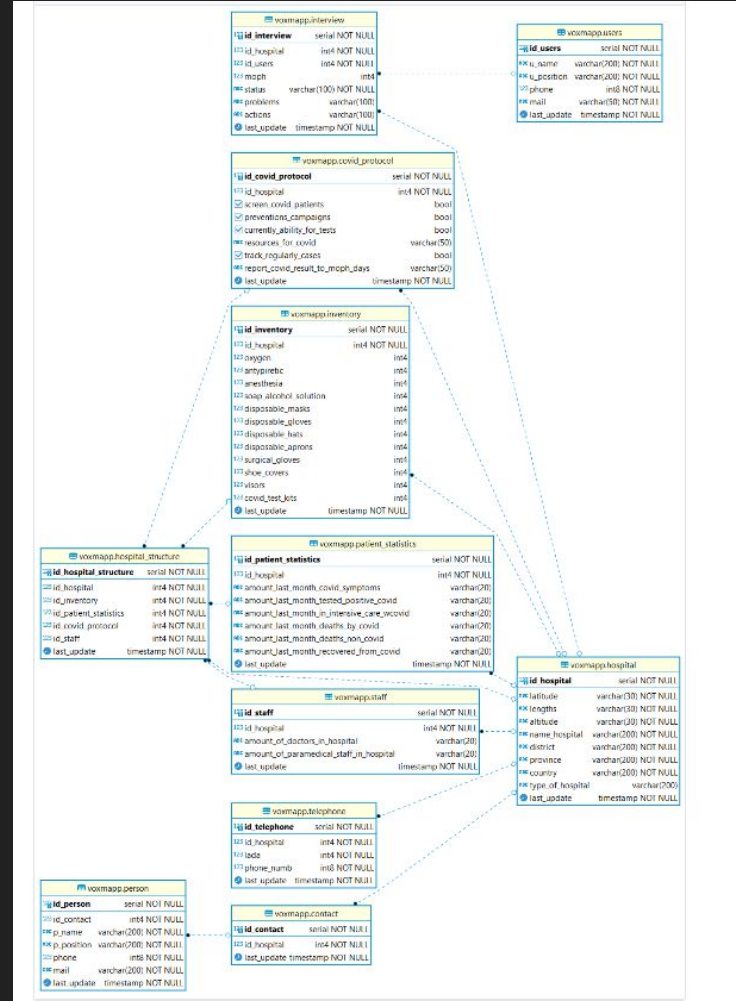 voxmapp.interview
id_interview serial NOT NULL
id_hospital int4 NOT NULL
id_users int4 NOT NULL
moph int4
status varchar(100) NOT NULL
problems varchar(100)
actions varchar(100)
last_update timestamp NOT NULL
voxmapp.users
id_users serial NOT NULL
u_name varchar(200) NOT NULL
u_position varchar(200) NOT NULL
phone int8 NOT NULL
mail varchar(50) NOT NULL
last_update timestamp NOT NULL
voxmapp.covid_protocol
id_covid_protocol serial NOT NULL
id_hospital int4 NOT NULL
screen_covid_patients bool
preventions_campaigns bool
currently_ability_for_tests bool
resources_for_covid varchar(50)
track_regularly_cases bool
report_covid_result_to_moph_days varchar(50)
last_update timestamp NOT NULL
voxmapp.inventory
id_inventory serial NOT NULL
id_hospital int4 NOT NULL
oxygen int4
antypiretic int4
anesthesia int4
soap_alcohol_solution int4
disposable_masks int4
disposable_gloves int4
disposable_hats int4
disposable_aprons int4
surgical_gloves int4
shoe_covers int4
visors int4
covid_test_kits int4
last_update timestamp NOT NULL
voxmapp.hospital_structure
id_hospital_structure serial NOT NULL
id_hospital int4 NOT NULL
id_inventory int4 NOT NULL
id_patient_statistics int4 NOT NULL
id_covid_protocol int4 NOT NULL
id_staff int4 NOT NULL
last_update timestamp NOT NULL
voxmapp.patient_statistics
id_patient_statistics serial NOT NULL
id_hospital int4 NOT NULL
amount_last_month_covid_symptoms varchar(20)
amount_last_month_tested_positive_covid varchar(20)
amount_last_month_in_intensive_care_wcovid varchar(20)
amount_last_month_deaths_by_covid varchar(20)
amount_last_month_deaths_non_covid varchar(20)
amount_last_month_recovered_from_covid varchar(20)
last_update timestamp NOT NULL
voxmapp.hospital
id_hospital serial NOT NULL
latitude varchar(30) NOT NULL
lengths varchar(30) NOT NULL
altitude varchar(30) NOT NULL
name_hospital varchar(200) NOT NULL
district varchar(200) NOT NULL
province varchar(200) NOT NULL
country varchar(200) NOT NULL
type_of_hospital varchar(200)
last_update timestamp NOT NULL
voxmapp.staff
id_staff serial NOT NULL
id_hospital int4 NOT NULL
amount_of_doctors_in_hospital varchar(20)
amount_of_paramedical_staff_in_hospital varchar(20)
last_update timestamp NOT NULL
voxmapp.telephone
id_telephone serial NOT NULL
id_hospital int4 NOT NULL
lada int4 NOT NULL
phone_numb int8 NOT NULL
last_update timestamp NOT NULL
voxmapp.person
id_person serial NOT NULL
id_contact int4 NOT NULL
p_name varchar(200) NOT NULL
p_position varchar(200) NOT NULL
phone int8 NOT NULL
mail varchar(200) NOT NULL
last_update timestamp NOT NULL
voxmapp.contact
id_contact serial NOT NULL
id_hospital int4 NOT NULL
last_update timestamp NOT NULL